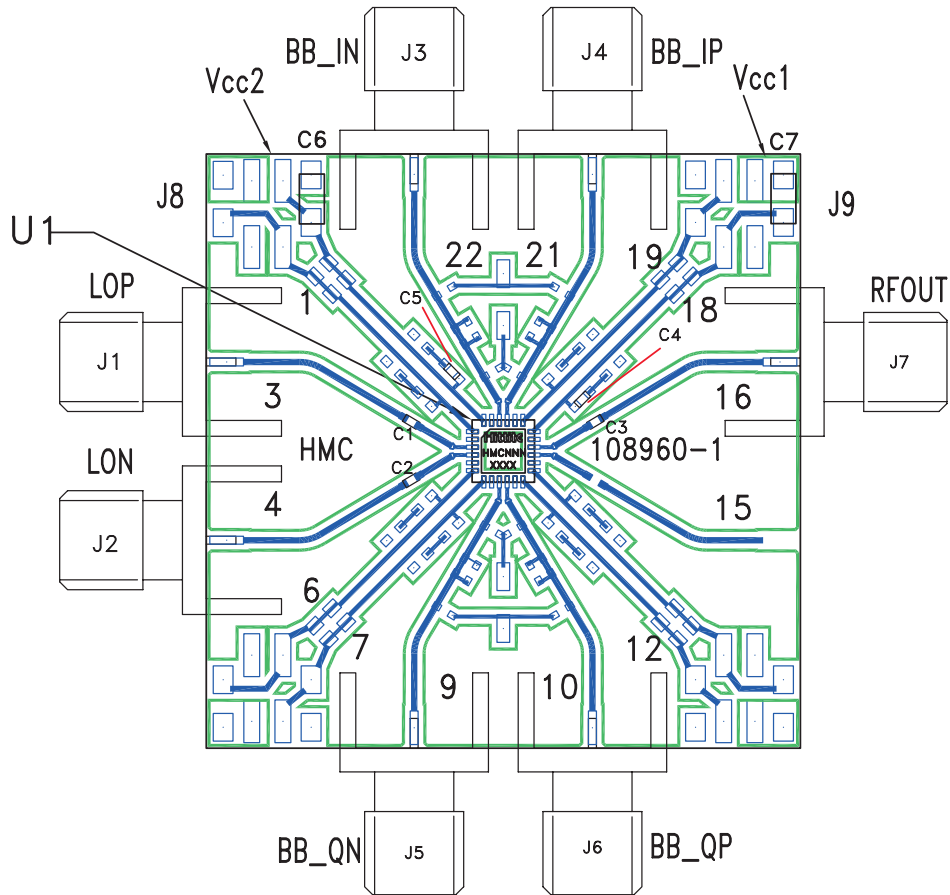 BB_IN
J3
J4
BB_IP
Vcc2
Vcc1
C6
C7
J8
J9
U1
22
21
19
LOP
1
C5
18
RFOUT
C4
J1
J7
3
16
C1
C3
HMC
Hittite
HMCNNN
XXXX
108960-1
LON
C2
4
15
J2
6
7
12
9
10
BB_QN
J5
J6
BB_QP